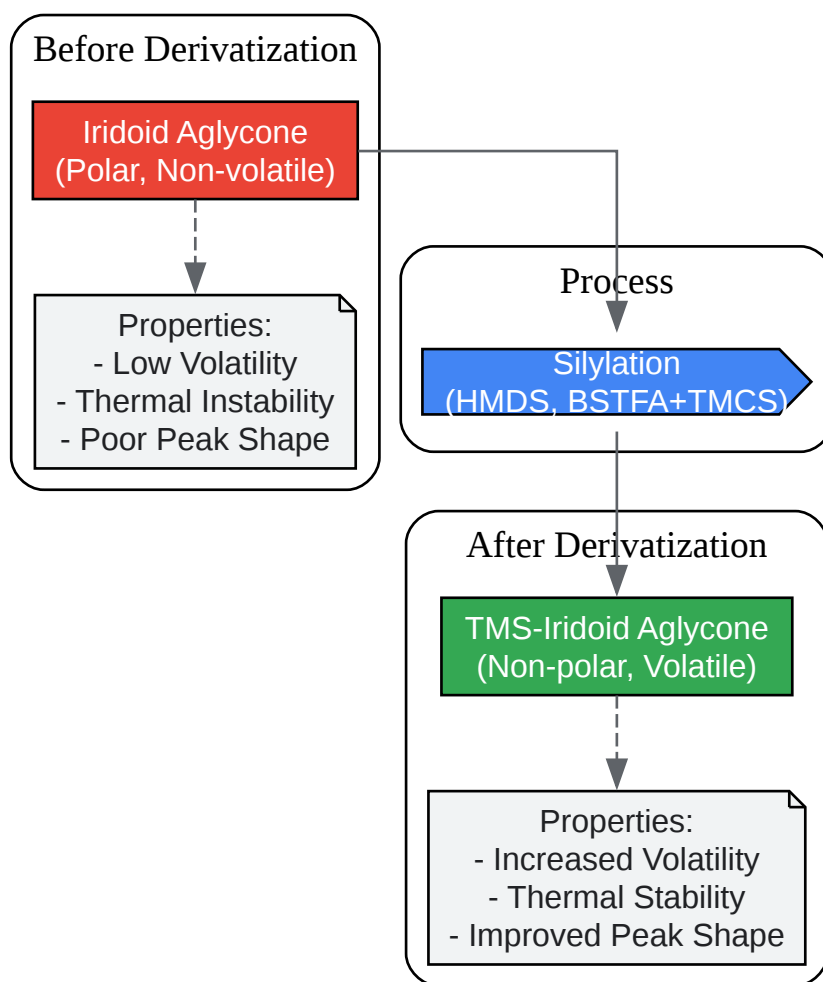 Before Derivatization
Iridoid Aglycone
(Polar, Non-volatile)
Properties:
- Low Volatility
- Thermal Instability
- Poor Peak Shape
Process
Silylation
(HMDS, BSTFA+TMCS)
After Derivatization
TMS-Iridoid Aglycone
(Non-polar, Volatile)
Properties:
- Increased Volatility
- Thermal Stability
- Improved Peak Shape